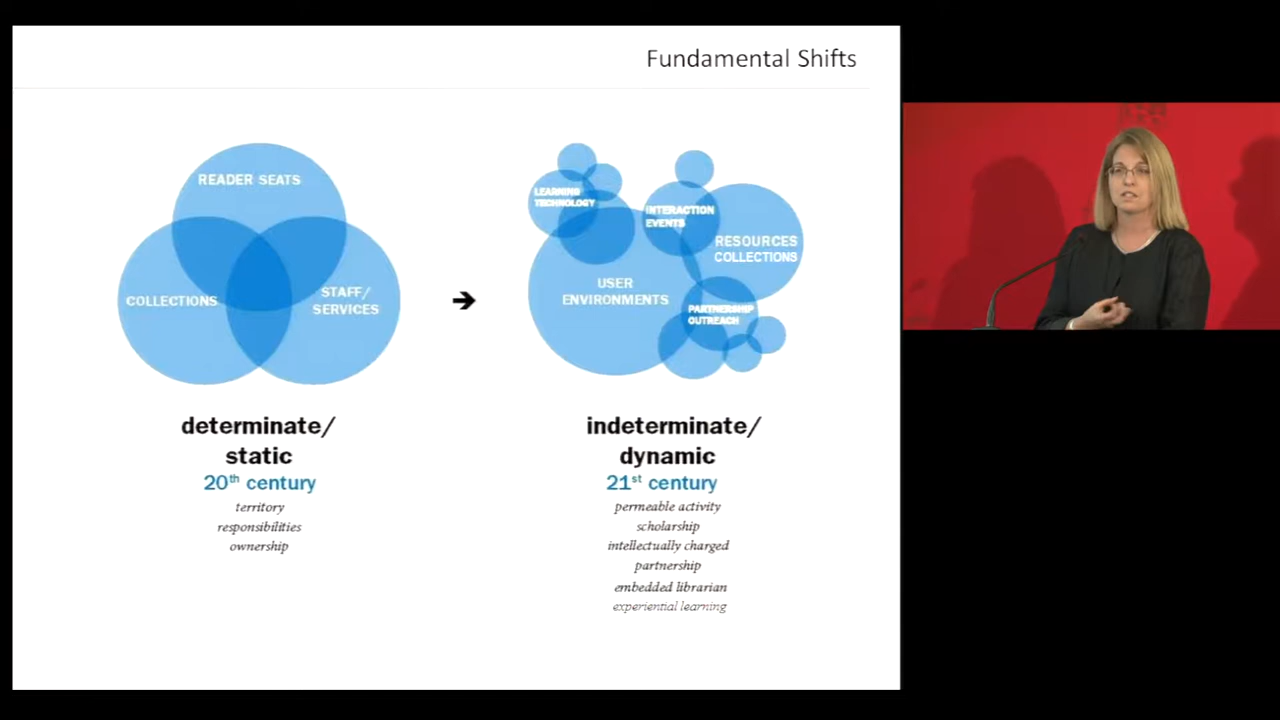 Fundamental Shifts
READER SEATS
COLLECTIONS
STAFF/
SERVICES
➔
LEARNING
TECHNOLOGY
INTERACTION
EVENTS
RESOURCES
COLLECTIONS
USER
ENVIRONMENTS
PARTNERSHIP
OUTREACH
determinate/
static
20th century
territory
responsibilities
ownership
indeterminate/
dynamic
21st century
permeable activity
scholarship
intellectually charged
partnership
embedded librarian
experiential learning